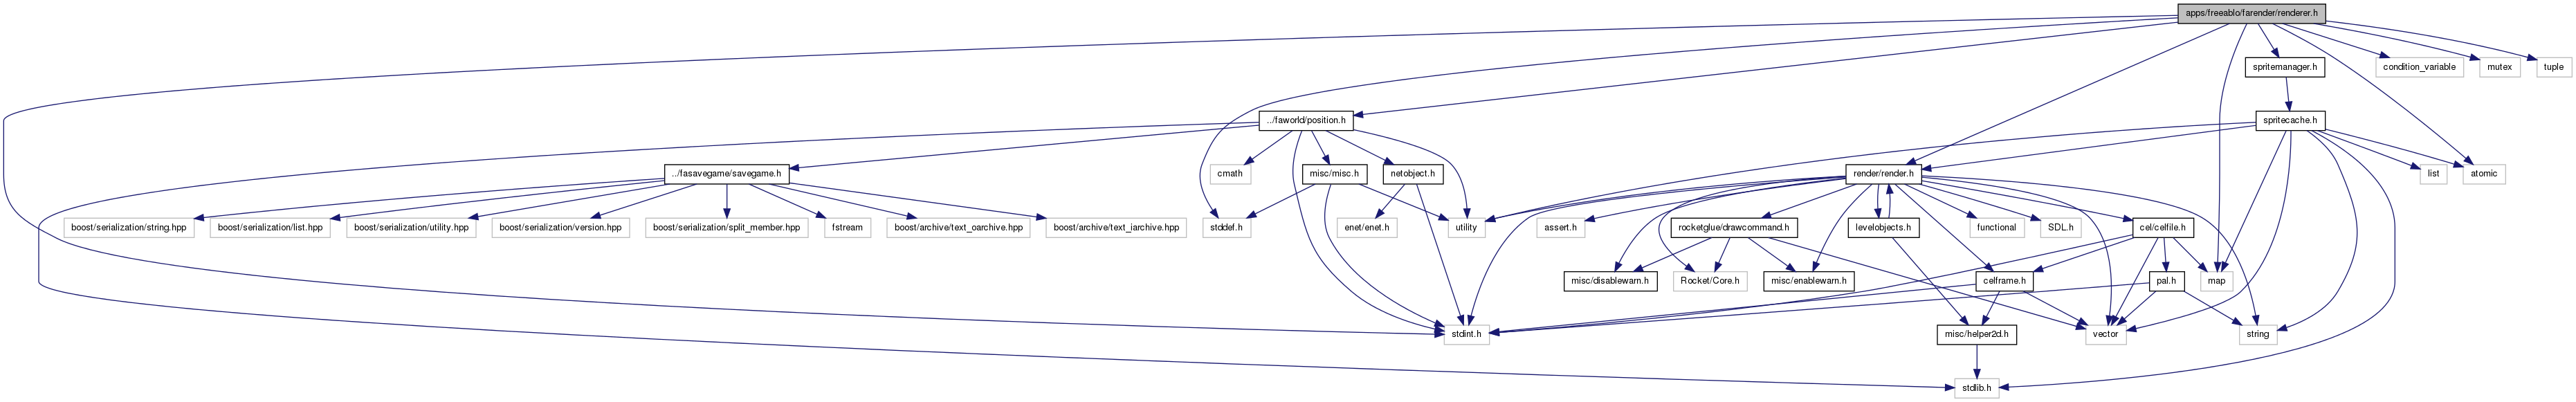 apps/freeablo/farender/renderer.h
spritemanager.h
condition_variable
mutex
tuple
../faworld/position.h
spritecache.h
../fasavegame/savegame.h
cmath
misc/misc.h
netobject.h
render/render.h
list
atomic
boost/serialization/string.hpp
boost/serialization/list.hpp
boost/serialization/utility.hpp
boost/serialization/version.hpp
boost/serialization/split_member.hpp
fstream
boost/archive/text_oarchive.hpp
boost/archive/text_iarchive.hpp
stddef.h
enet/enet.h
utility
assert.h
rocketglue/drawcommand.h
levelobjects.h
functional
SDL.h
cel/celfile.h
misc/disablewarn.h
Rocket/Core.h
misc/enablewarn.h
celframe.h
pal.h
map
stdint.h
misc/helper2d.h
vector
string
stdlib.h